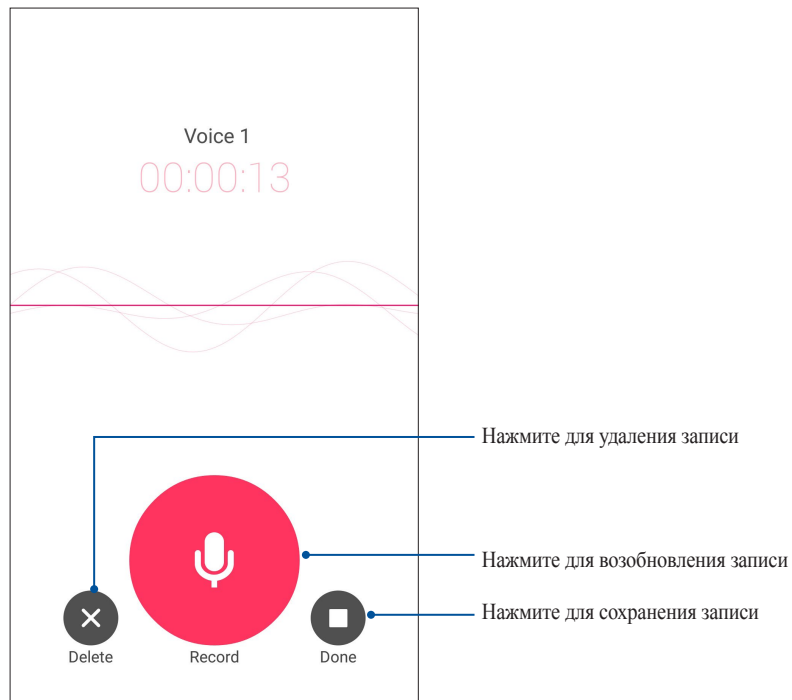 Voice 1
00:00:13
Нажмите для удаления записи
Нажмите для возобновления записи
Нажмите для сохранения записи
Delete
Record
Done